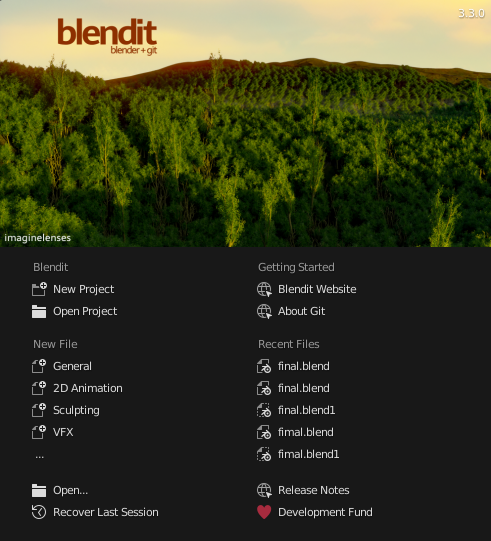 blendit
blender+git
3.3.0
imaginelenses
Blendit
New Project
Open Project
New File
General
2D Animation
Sculpting
VFX
...
Open...
Recover Last Session
Getting Started
Blendit Website
About Git
Recent Files
final.blend
final.blend
final.blend1
fimal.blend
fimal.blend1
Release Notes
Development Fund